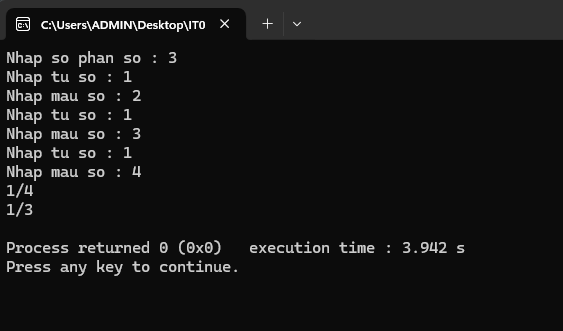 C:\Users\ADMIN\Desktop\IT0
Nhap so phan so : 3
Nhap tu so : 1
Nhap mau so : 2
Nhap tu so : 1
Nhap mau so : 3
Nhap tu so : 1
Nhap mau so : 4
1/4
1/3
Process returned 0 (0x0)   execution time : 3.942 s
Press any key to continue.